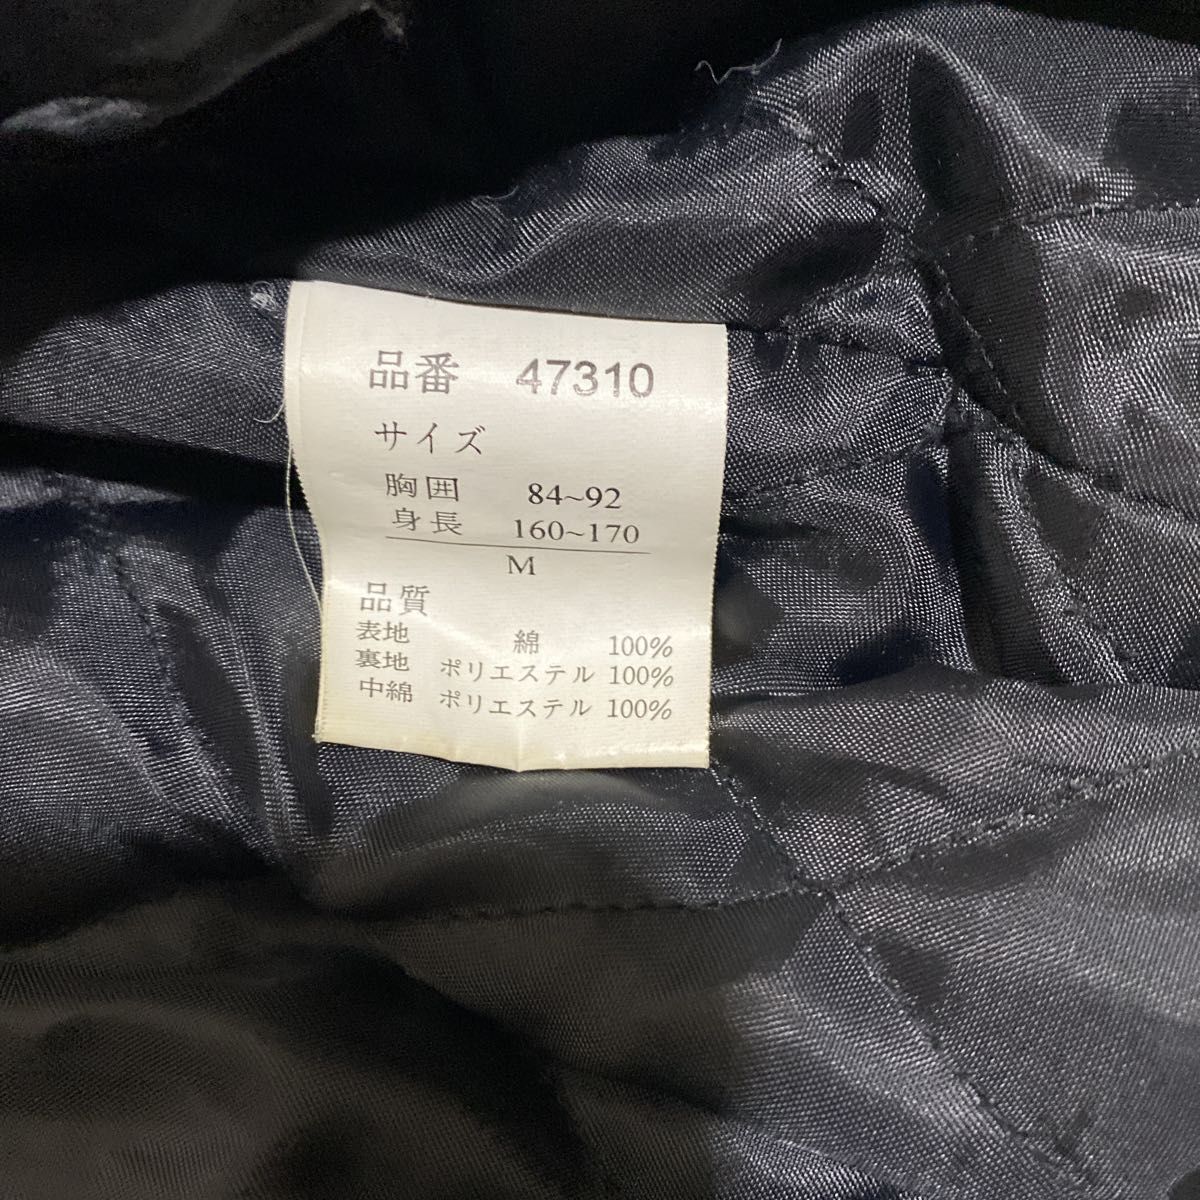 品番 47310
サイズ
胸囲 84~92
身長 160~170
M
品質
表地 綿 100%
裏地 ポリエステル 100%
中綿 ポリエステル 100%